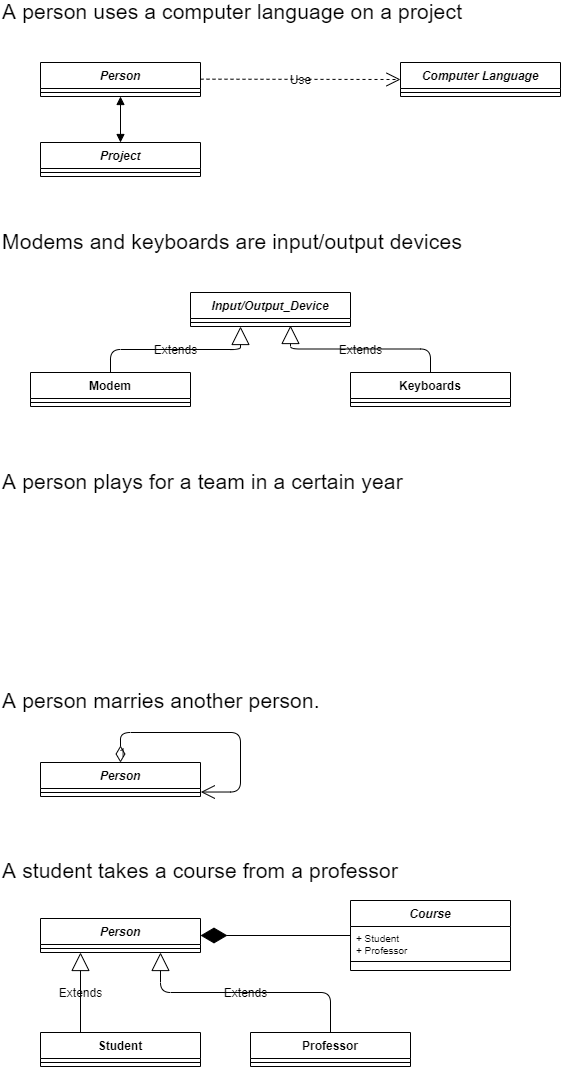 A person uses a computer language on a project
Person
Use
Computer Language
Project
Modems and keyboards are input/output devices
Input/Output_Device
Extends
Extends
Modem
Keyboards
A person plays for a team in a certain year
A person marries another person.
Person
A student takes a course from a professor
Person
Course
+ Student
+ Professor
Extends
Extends
Student
Professor